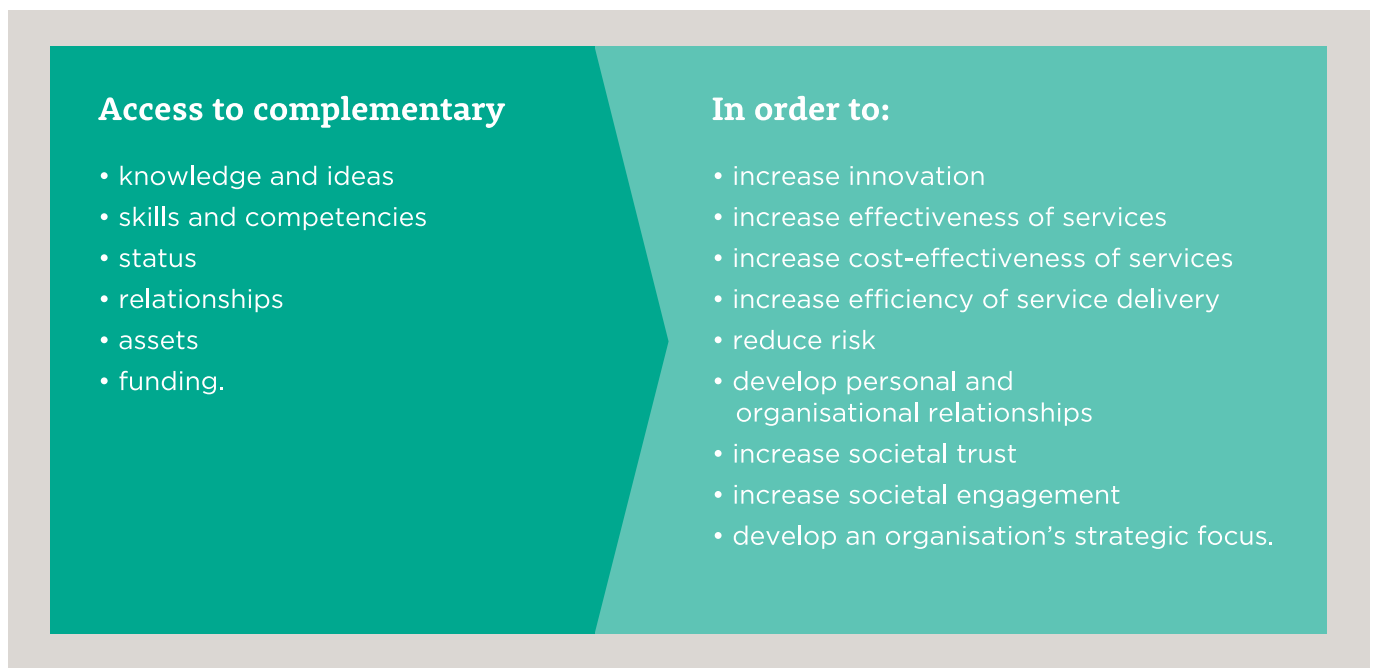 Access to complementary
• knowledge and ideas
• skills and competencies
• status
• relationships
• assets
• funding.
In order to:
• increase innovation
• increase effectiveness of services
• increase cost-effectiveness of services
• increase efficiency of service delivery
• reduce risk
• develop personal and
organisational relationships
• increase societal trust
• increase societal engagement
• develop an organisation’s strategic focus.